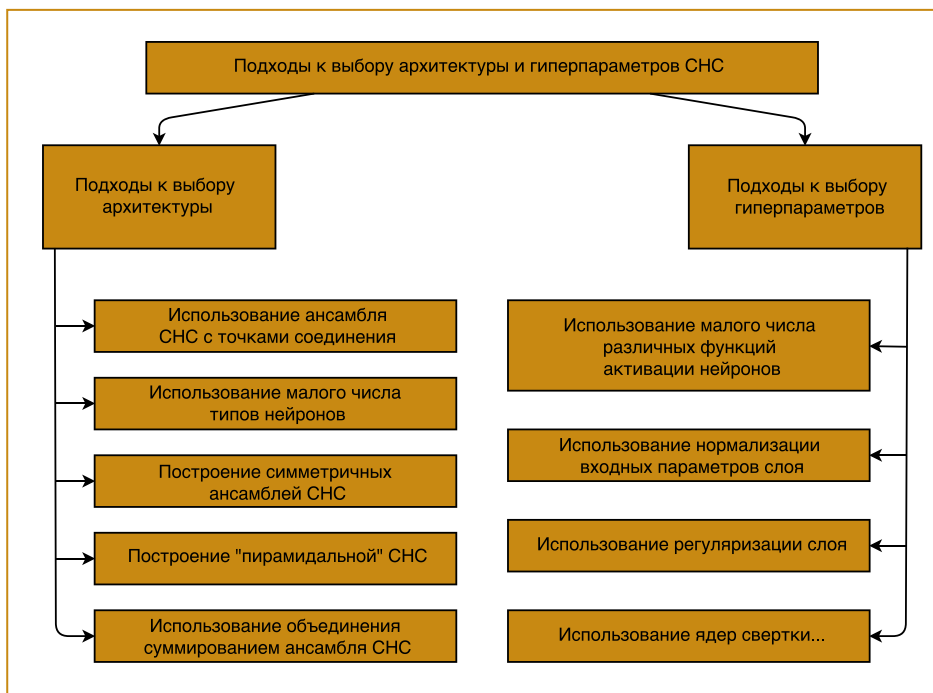 Подходы к выбору архитектуры и гиперпараметров СНС
Подходы к выбору
архитектуры
Подходы к выбору
гиперпараметров
Использование ансамбля
СНС с точками соединения
Использование малого числа
типов нейронов
Построение симметричных
ансамблей СНС
Построение "пирамидальной" СНС
Использование объединения
суммированием ансамбля СНС
Использование малого числа
различных функций
активации нейронов
Использование нормализации
входных параметров слоя
Использование регуляризации слоя
Использование ядер свертки...